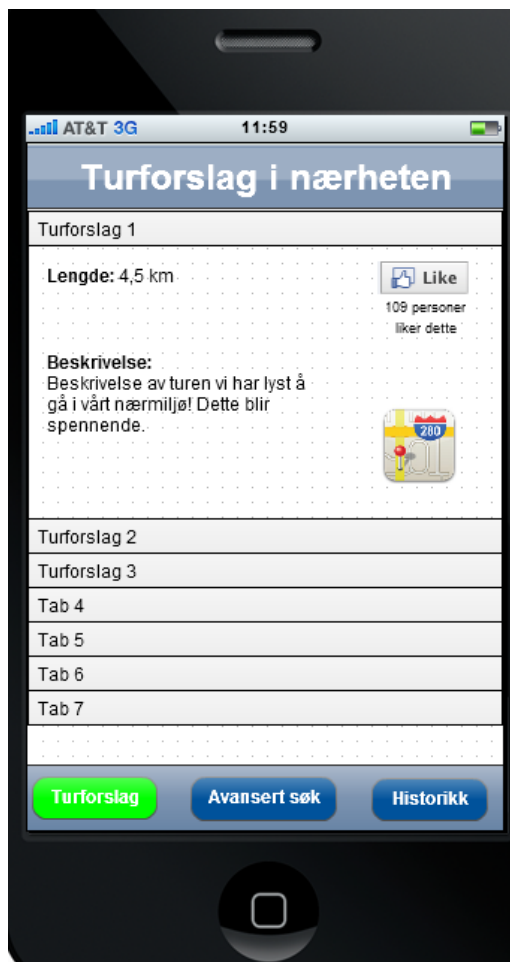 AT&T 3G 11:59
Turforslag i nærheten
Turforslag 1
Lengde: 4,5 km
Like
109 personer
liker dette
Beskrivelse:
Beskrivelse av turen vi har lyst å
gå i vårt nærmiljø! Dette blir
spennende.
280
Turforslag 2
Turforslag 3
Tab 4
Tab 5
Tab 6
Tab 7
Turforslag Avansert søk Historikk